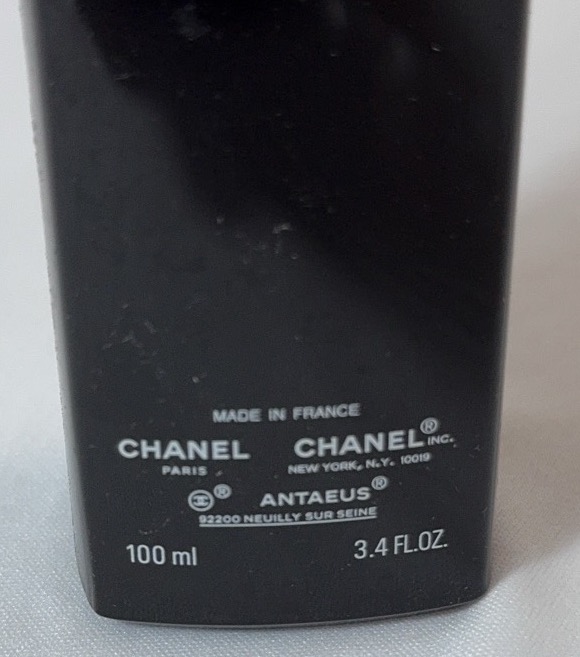 MADE IN FRANCE
CHANEL CHANEL® INC.
PARIS NEW YORK, N.Y. 10019
® ANTAEUS®
92200 NEUILLY SUR SEINE
100 ml 3.4 FL.OZ.